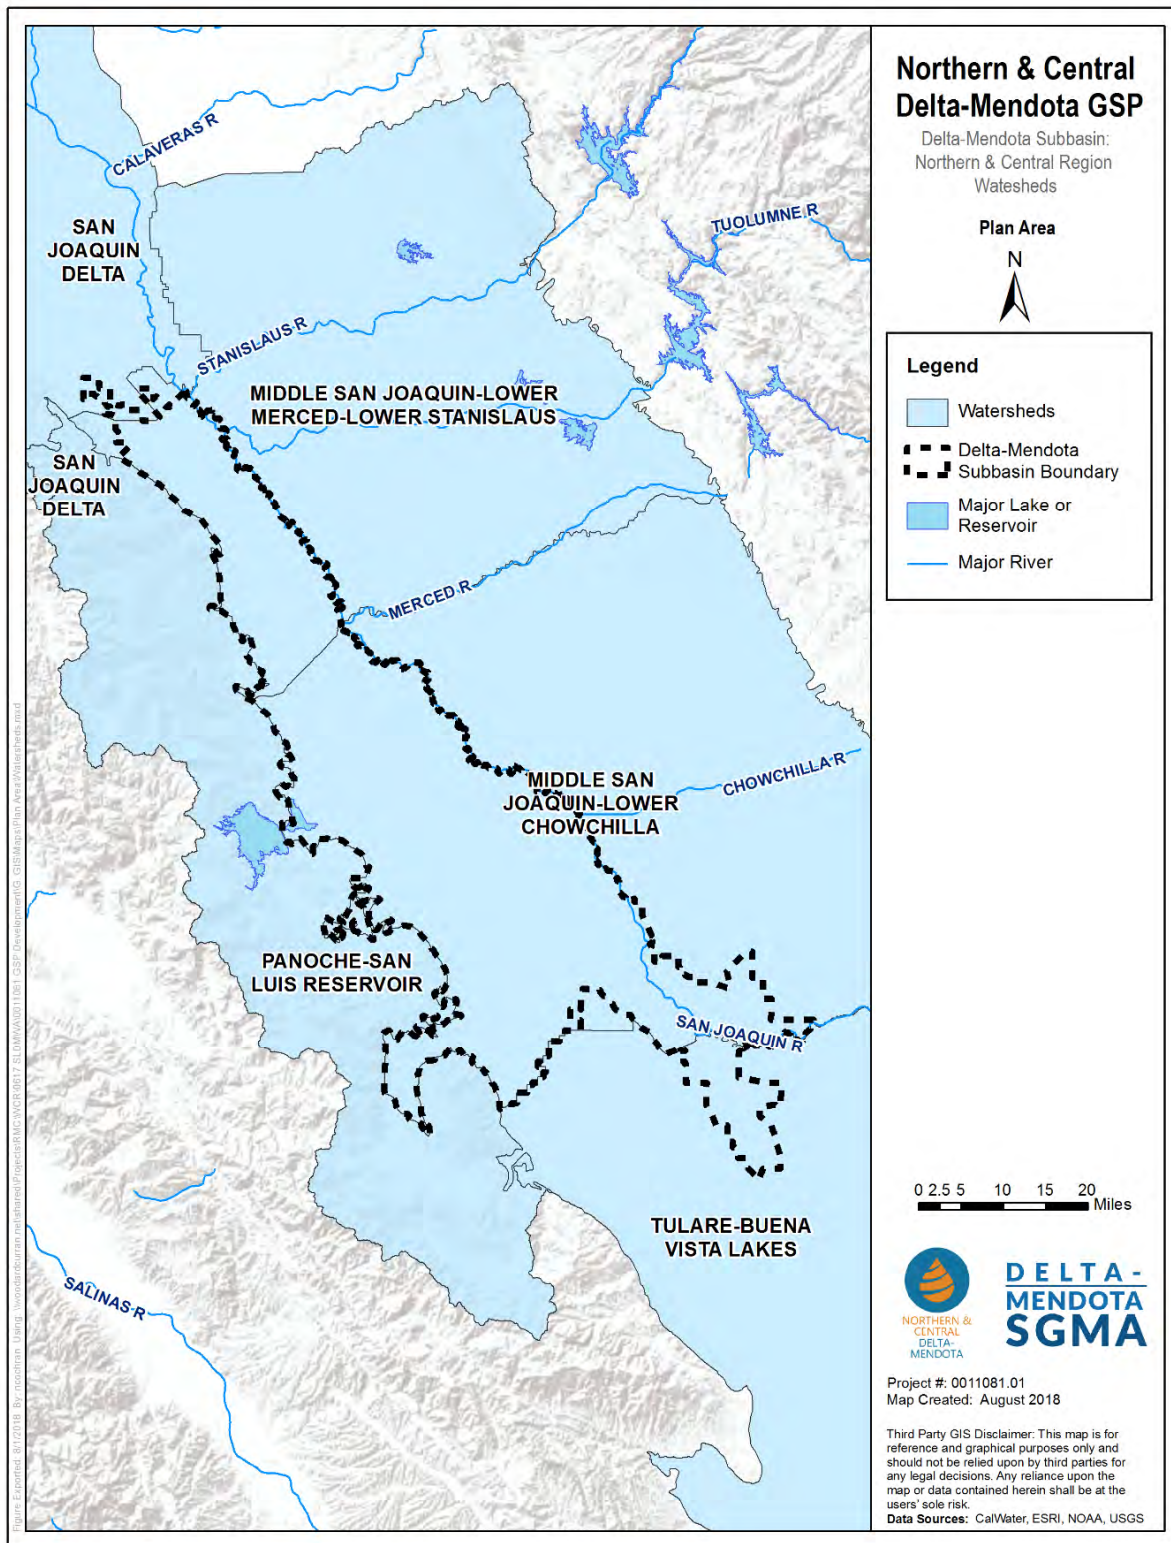 Northern & Central
Delta-Mendota GSP
Delta-Mendota Subbasin:
Northern & Central Region
Watesheds
Plan Area
N
Legend
Watersheds
Delta-Mendota
Subbasin Boundary
Major Lake or
Reservoir
Major River
CALAVERAS R
SAN
JOAQUIN
DELTA
TUOLUMNE R
STANISLAUS R
MIDDLE SAN JOAQUIN-LOWER
MERCED-LOWER STANISLAUS
SAN
JOAQUIN
DELTA
MERCED R
MIDDLE SAN
JOAQUIN-LOWER
CHOWCHILLA
CHOWCHILLA R
PANOCHE-SAN
LUIS RESERVOIR
SAN JOAQUIN R
TULARE-BUENA
VISTA LAKES
SALINAS R
0 2.5 5 10 15 20
Miles
NORTHERN &
CENTRAL
DELTA-
MENDOTA
DELTA-
MENDOTA
SGMA
Project #: 0011081.01
Map Created: August 2018
Third Party GIS Disclaimer: This map is for
reference and graphical purposes only and
should not be relied upon by third parties for
any legal decisions. Any reliance upon the
map or data contained herein shall be at the
users' sole risk.
Data Sources: CalWater, ESRI, NOAA, USGS